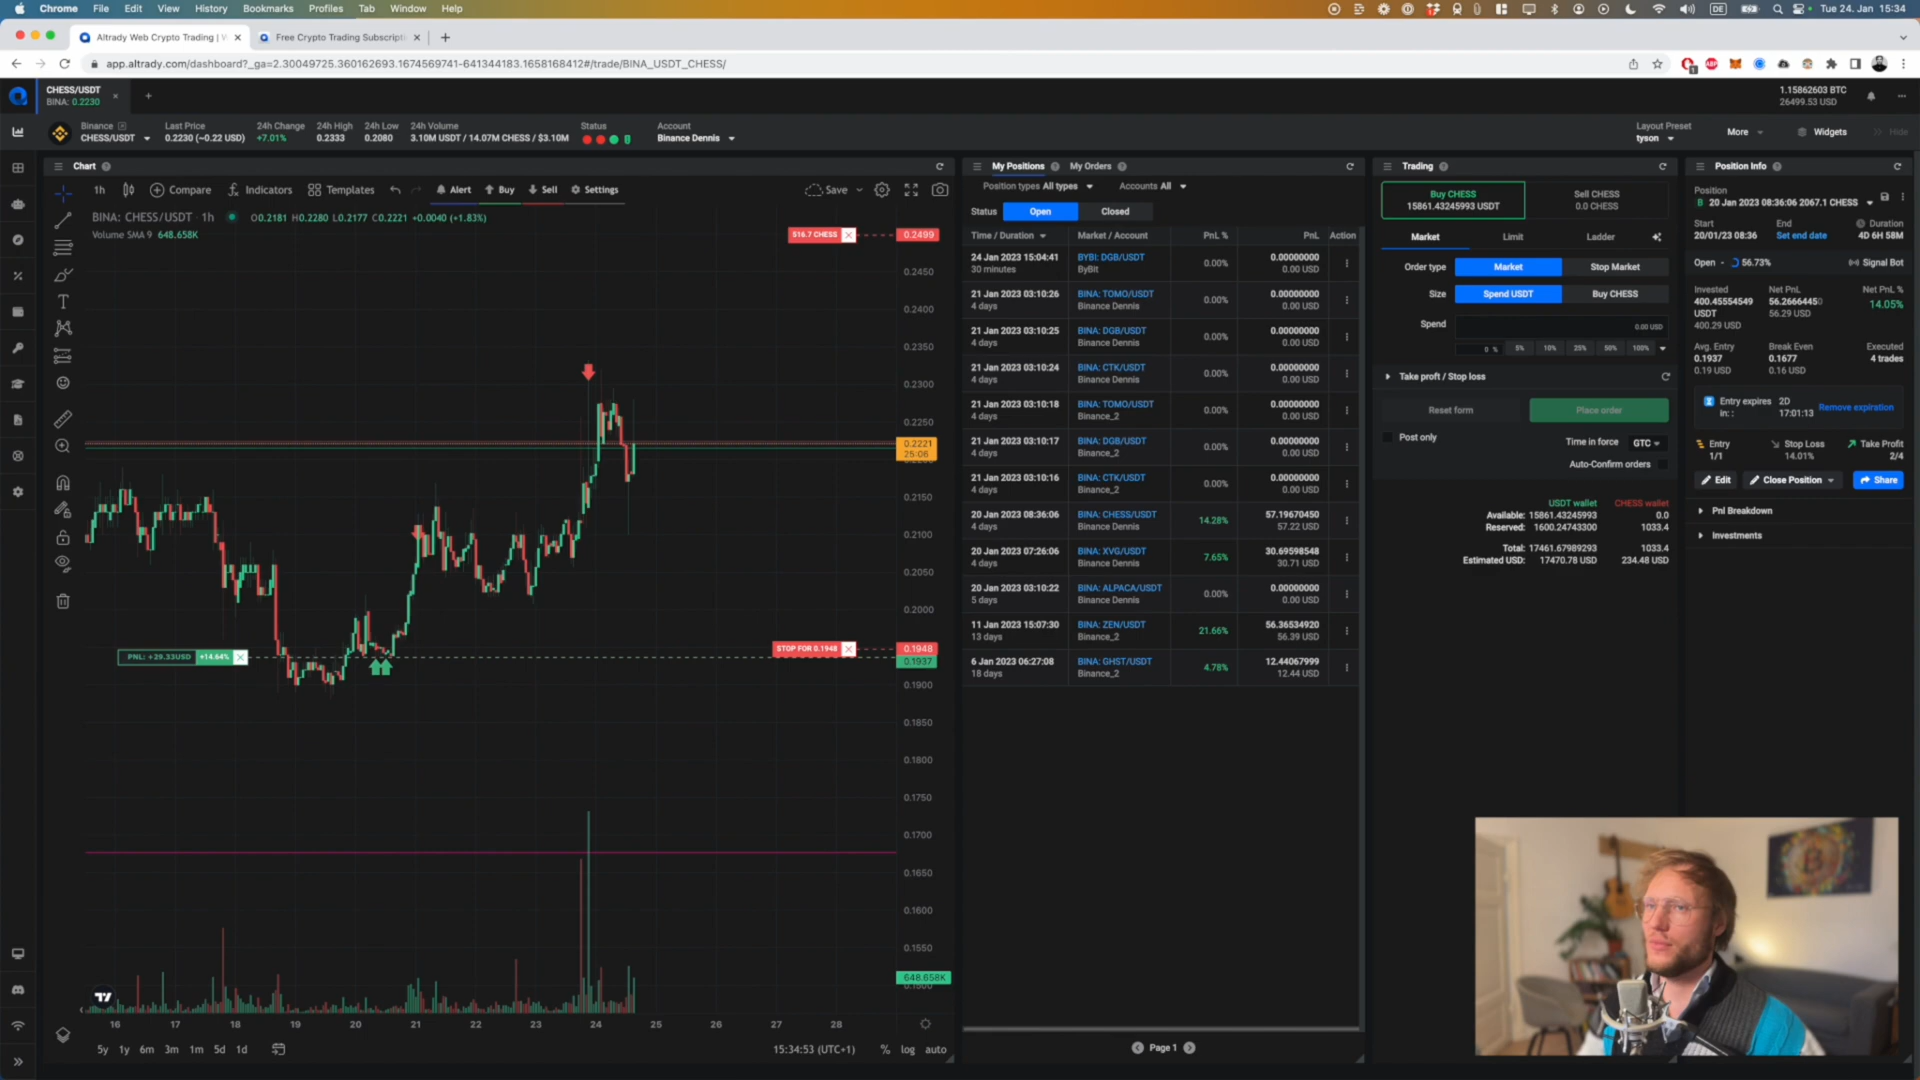 Chrome File Edit View History Bookmarks Profiles Tab Window Help
DE Tue 24. Jan 15:34
Altrady Web Crypto Trading |
Free Crypto Trading Subscripti
app.altrady.com/dashboard?_ga=2.30049725.360162693.1674569741-641344183.1658168412#/trade/BINA_USDT_CHESS/
CHESS/USDT
BINA: 0.2230
1.15862603 BTC
26499.53 USD
Binance
CHESS/USDT
Last Price
0.2230 (~0.22 USD)
24h Change
+7.01%
24h High
0.2333
24h Low
0.2080
24h Volume
3.10M USDT / 14.07M CHESS / $3.10M
Status
Account
Binance Dennis
Layout Preset
tyson
More
Widgets
Hide
Chart
1h Compare Indicators Templates Alert Buy Sell Settings Save
BINA: CHESS/USDT · 1h O0.2181 H0.2280 L0.2177 C0.2221 +0.0040 (+1.83%)
Volume SMA 9 648.658K
516.7 CHESS
0.2499
0.2450
0.2400
0.2350
0.2300
0.2250
0.2221
25:06
0.2150
0.2100
0.2050
0.2000
PNL: +29.33USD +14.64%
STOP FOR 0.1948
0.1948
0.1937
0.1900
0.1850
0.1800
0.1750
0.1700
0.1650
0.1600
0.1550
648.658K
0.1500
16 17 18 19 20 21 22 23 24 25 26 27 28
5y 1y 6m 3m 1m 5d 1d
15:34:53 (UTC+1) % log auto
My Positions My Orders
Position types All types Accounts All
Status Open Closed
Time / Duration Market / Account PnL % PnL Action
24 Jan 2023 15:04:41 BYBI: DGB/USDT 0.00% 0.00000000
30 minutes ByBit 0.00 USD
21 Jan 2023 03:10:26 BINA: TOMO/USDT 0.00% 0.00000000
4 days Binance Dennis 0.00 USD
21 Jan 2023 03:10:25 BINA: DGB/USDT 0.00% 0.00000000
4 days Binance Dennis 0.00 USD
21 Jan 2023 03:10:24 BINA: CTK/USDT 0.00% 0.00000000
4 days Binance Dennis 0.00 USD
21 Jan 2023 03:10:18 BINA: TOMO/USDT 0.00% 0.00000000
4 days Binance_2 0.00 USD
21 Jan 2023 03:10:17 BINA: DGB/USDT 0.00% 0.00000000
4 days Binance_2 0.00 USD
21 Jan 2023 03:10:16 BINA: CTK/USDT 0.00% 0.00000000
4 days Binance_2 0.00 USD
20 Jan 2023 08:36:06 BINA: CHESS/USDT 14.28% 57.19670450
4 days Binance Dennis 57.22 USD
20 Jan 2023 07:26:06 BINA: XVG/USDT 7.65% 30.69598548
4 days Binance Dennis 30.71 USD
20 Jan 2023 03:10:22 BINA: ALPACA/USDT 0.00% 0.00000000
5 days Binance Dennis 0.00 USD
11 Jan 2023 15:07:30 BINA: ZEN/USDT 21.66% 56.36534920
13 days Binance_2 56.39 USD
6 Jan 2023 06:27:08 BINA: GHST/USDT 4.78% 12.44067999
18 days Binance_2 12.44 USD
Page 1
Trading
Buy CHESS
15861.43245993 USDT
Sell CHESS
0.0 CHESS
Market Limit Ladder
Order type Market Stop Market
Size Spend USDT Buy CHESS
Spend 0.00 USD
0 % 5% 10% 25% 50% 100%
Take proft / Stop loss
Reset form Place order
Post only Time in force GTC
Auto-Confirm orders
USDT wallet CHESS wallet
Available: 15861.43245993 0.0
Reserved: 1600.24743300 1033.4
Total: 17461.67989293 1033.4
Estimated USD: 17470.78 USD 234.48 USD
Position Info
Position
B 20 Jan 2023 08:36:06 2067.1 CHESS
Start End Duration
20/01/23 08:36 Set end date 4D 6H 58M
Open - 56.73% Signal Bot
Invested Net PnL Net PnL %
400.45554549 USDT 56.26664450 14.05%
400.29 USD 56.29 USD
Avg. Entry Break Even Executed
0.1937 0.1677 4 trades
0.19 USD 0.16 USD
Entry expires in: : 2D 17:01:13 Remove expiration
Entry Stop Loss Take Profit
1/1 14.01% 2/4
Edit Close Position Share
Pnl Breakdown
Investments